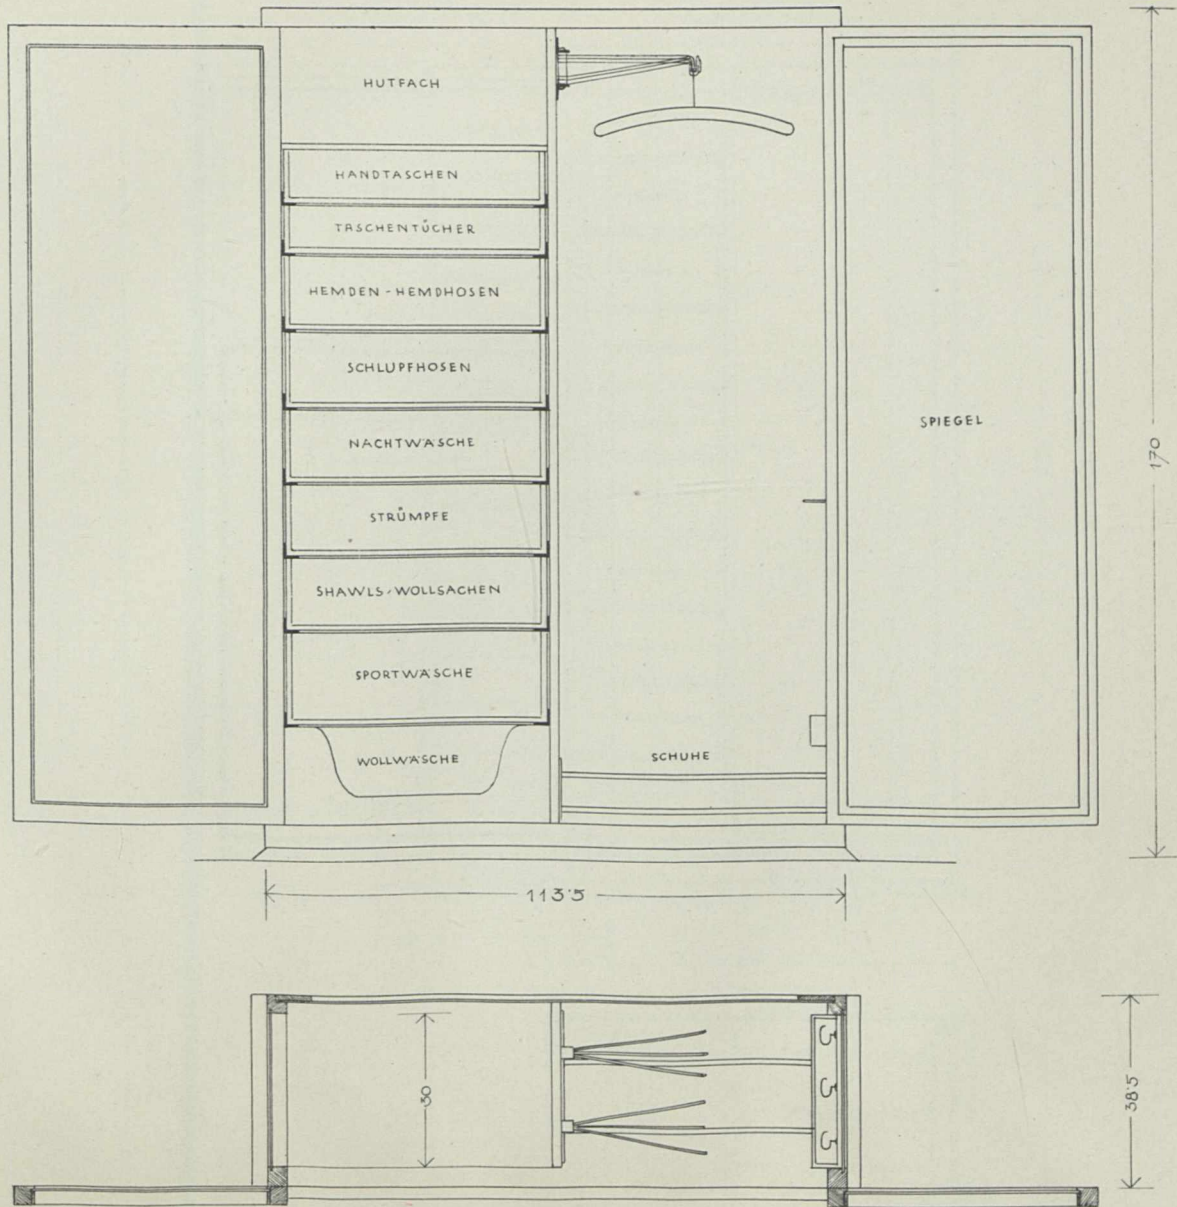 HUTFACH
HANDTASCHEN
TASCHENTÜCHER
HEMDEN - HEMDHOSEN
SCHLUPFHOSEN
NACHTWÄSCHE
STRÜMPFE
SHAWLS-WOLLSACHEN
SPORTWÄSCHE
WOLLWÄSCHE
SCHUHE
SPIEGEL
170
113·5
30
38·5